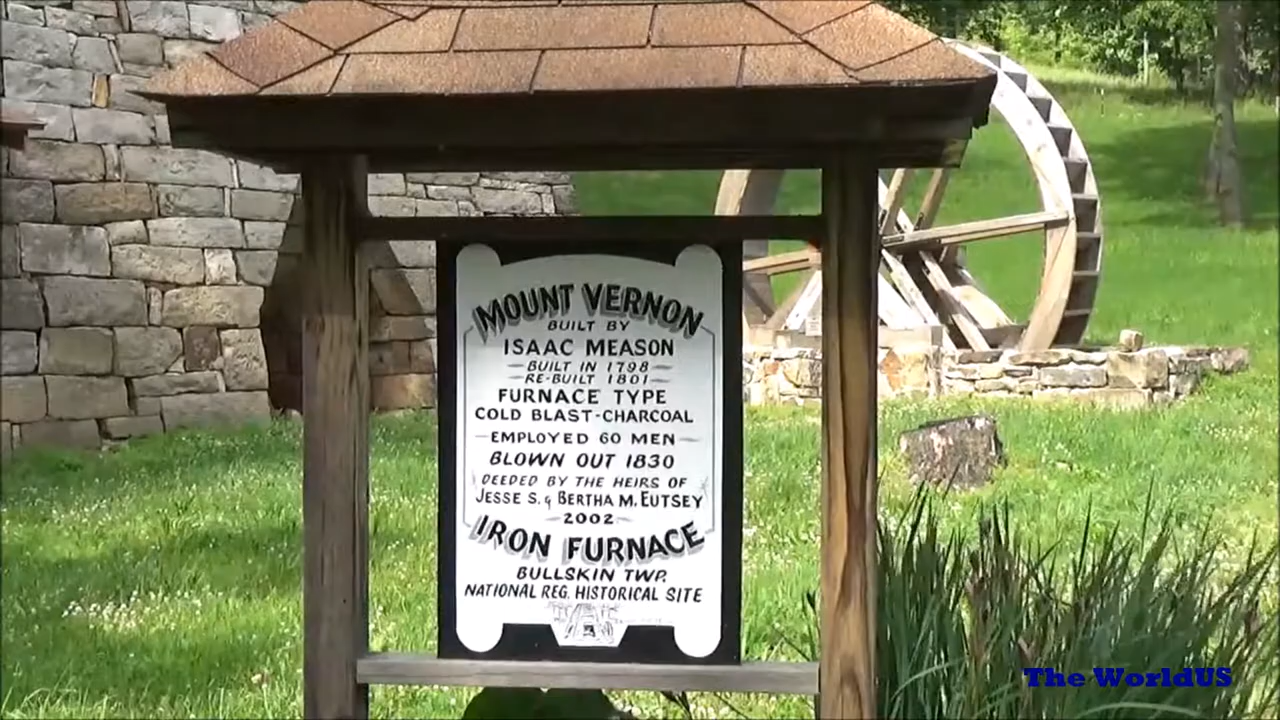 MOUNT VERNON
BUILT BY
ISAAC MEASON
BUILT IN 1798
RE-BUILT 1801
FURNACE TYPE
COLD BLAST-CHARCOAL
EMPLOYED 60 MEN
BLOWN OUT 1830
DEEDED BY THE HEIRS OF
JESSE S. & BERTHA M. EUTSEY
2002
IRON FURNACE
BULLSKIN TWP.
NATIONAL REG. HISTORICAL SITE
The WorldUS